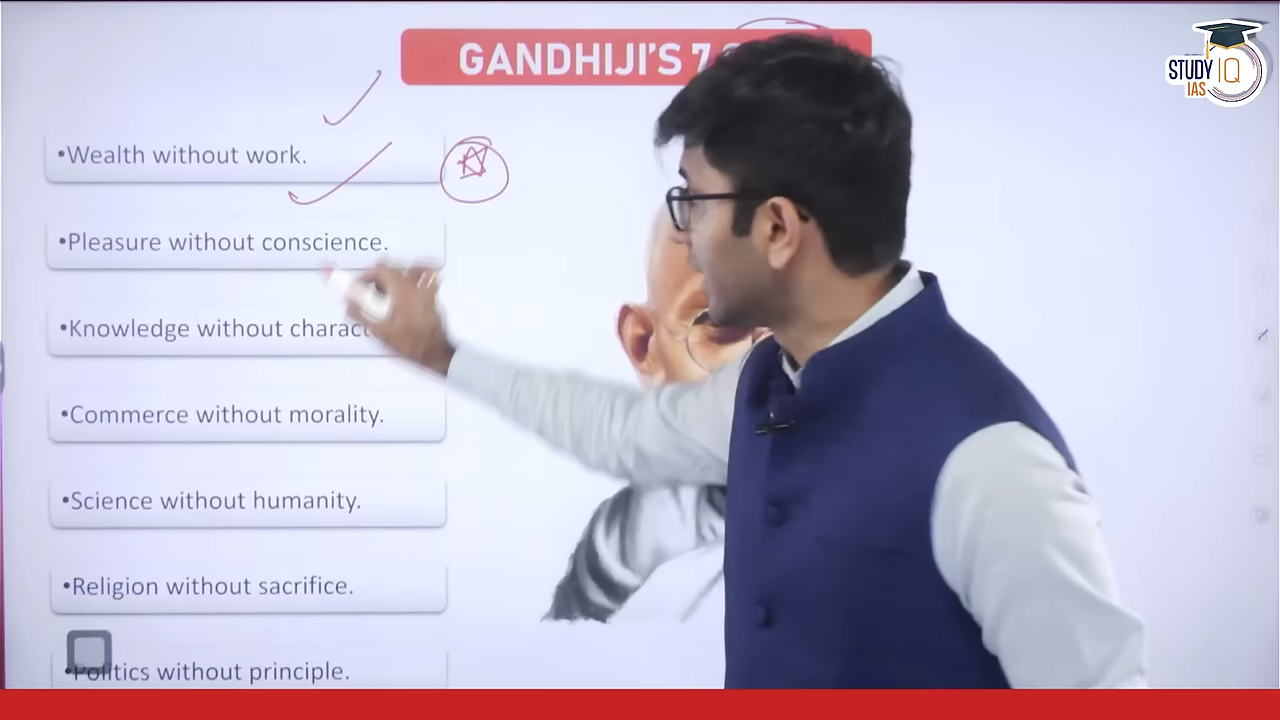 GANDHIJI'S 7
STUDY IQ
IAS
•Wealth without work.
•Pleasure without conscience.
•Knowledge without charact
•Commerce without morality.
•Science without humanity.
•Religion without sacrifice.
•Politics without principle.